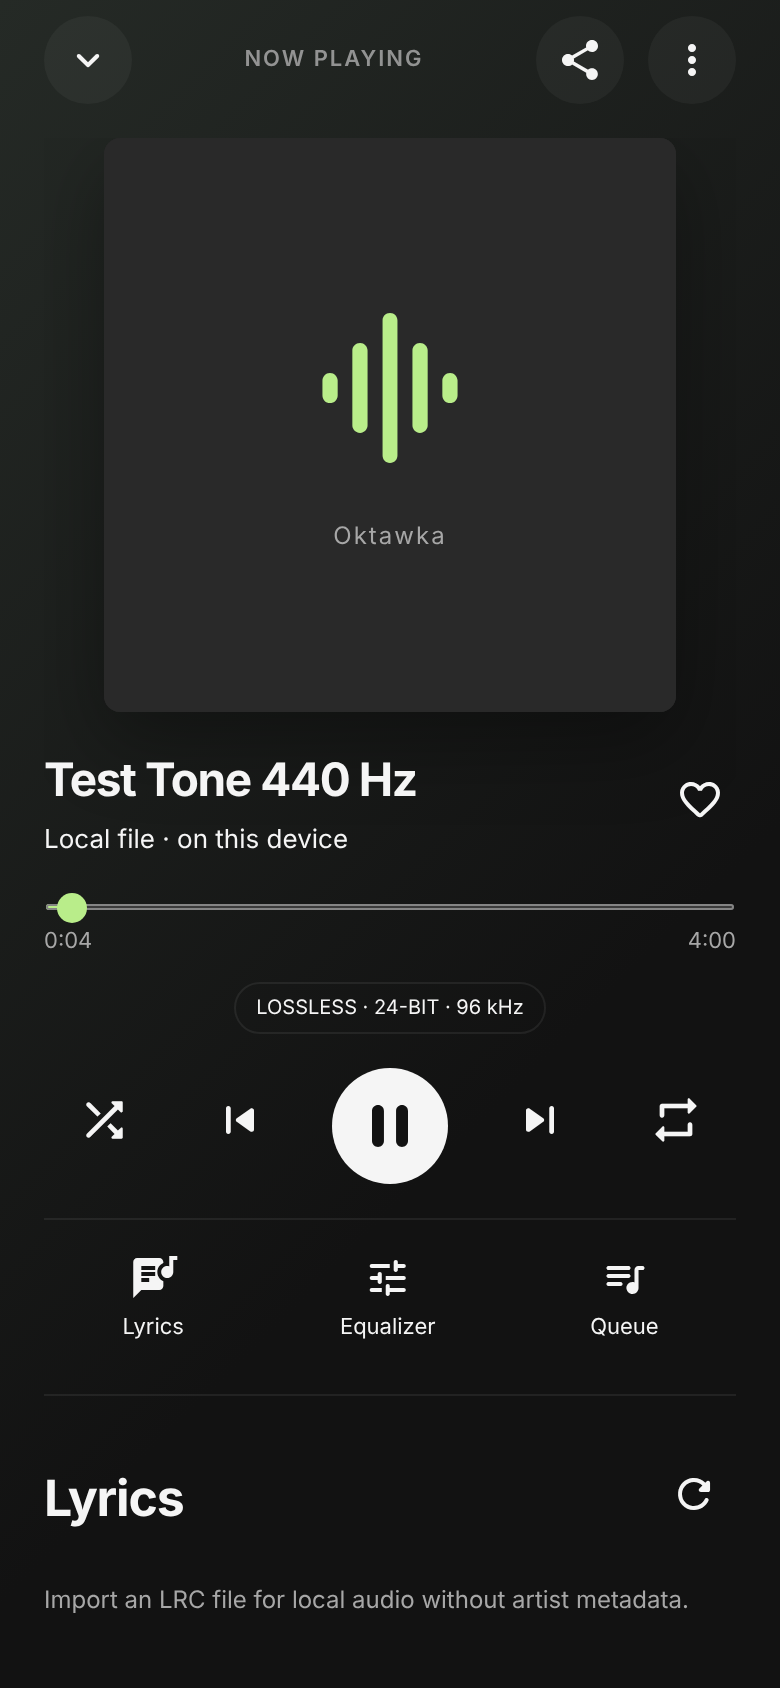 NOW PLAYING
Oktawka
Test Tone 440 Hz
Local file · on this device
0:04
4:00
LOSSLESS · 24-BIT · 96 kHz
Lyrics
Equalizer
Queue
Lyrics
Import an LRC file for local audio without artist metadata.